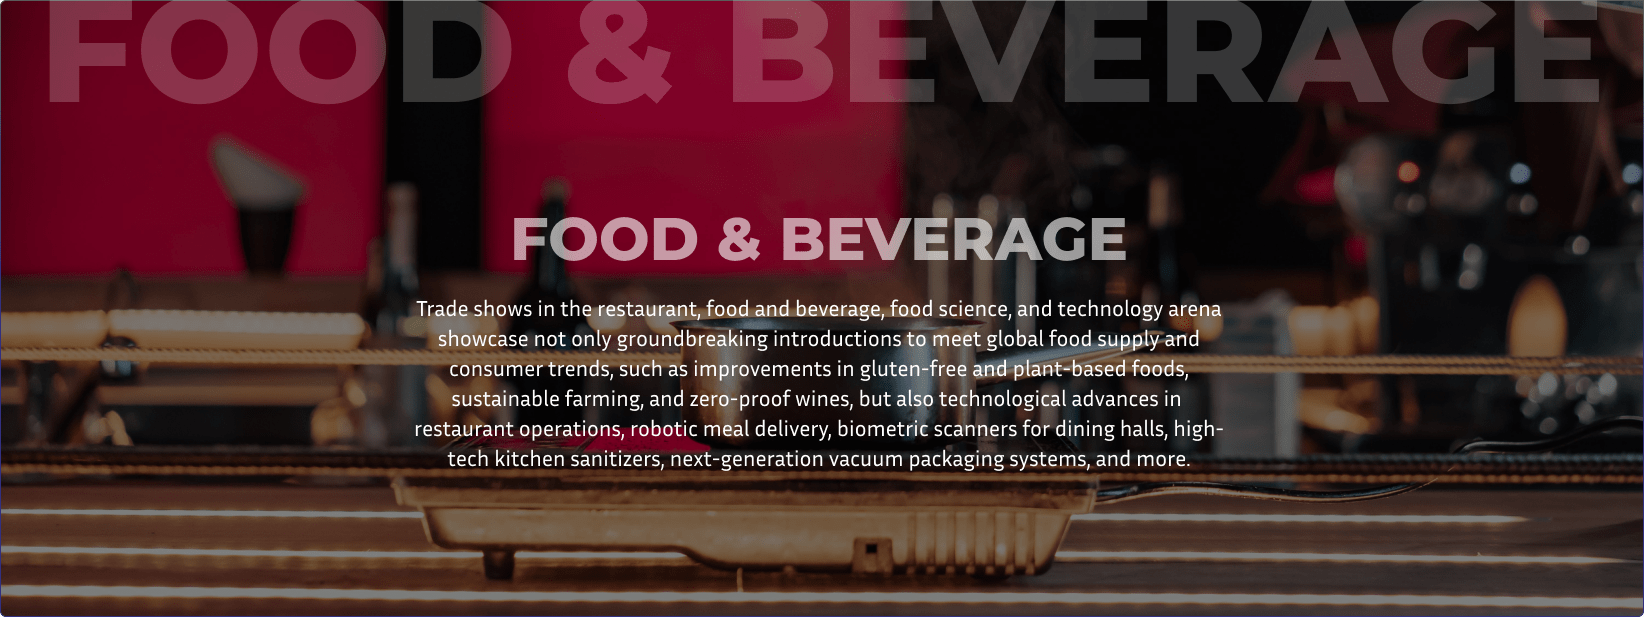 FOOD & BEVERAGE
FOOD & BEVERAGE
Trade shows in the restaurant, food and beverage, food science, and technology arena
showcase not only groundbreaking introductions to meet global food supply and
consumer trends, such as improvements in gluten-free and plant-based foods,
sustainable farming, and zero-proof wines, but also technological advances in
restaurant operations, robotic meal delivery, biometric scanners for dining halls, high-
tech kitchen sanitizers, next-generation vacuum packaging systems, and more.